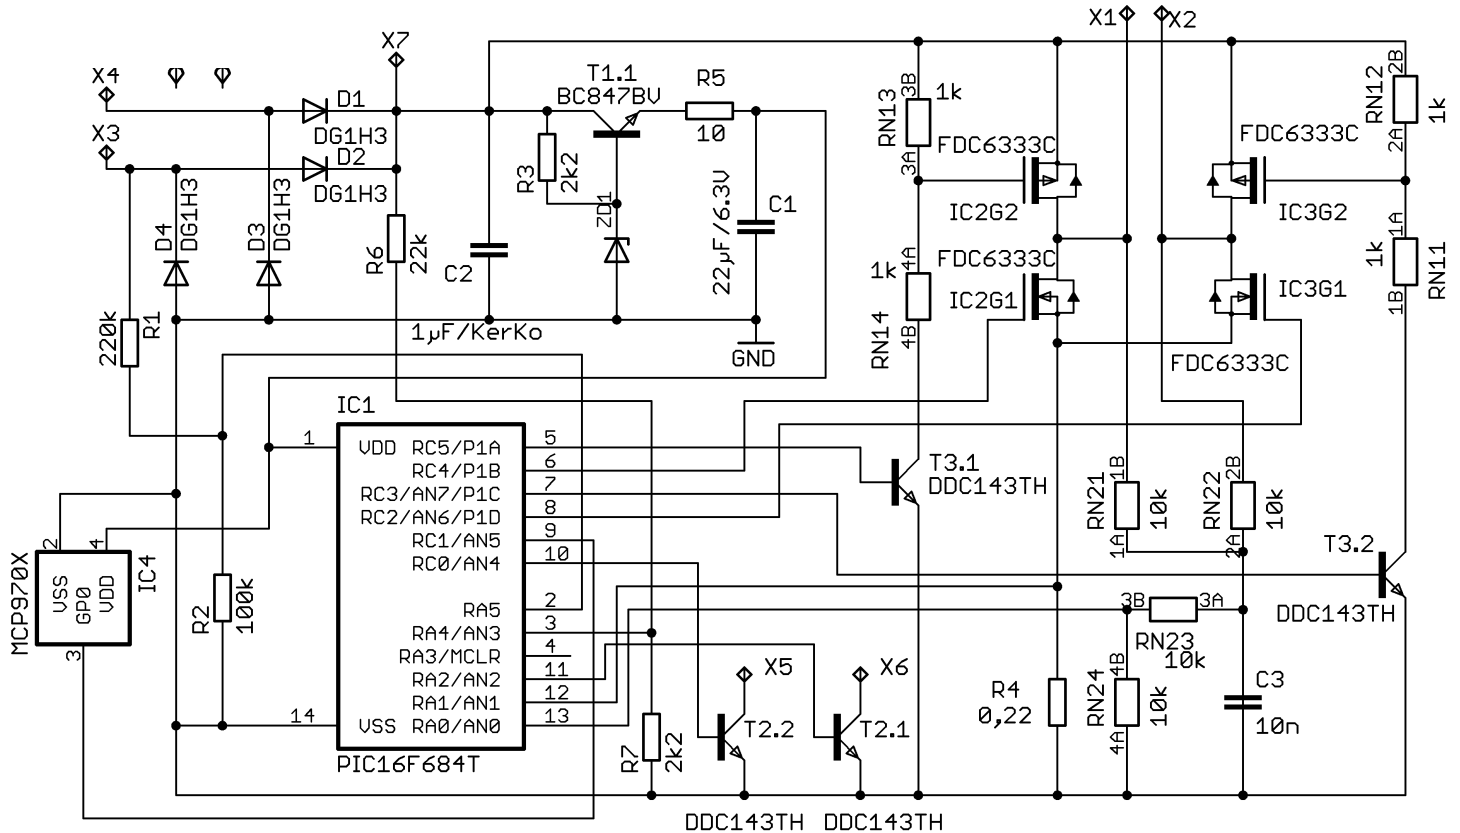 X1
X2
X7
X4
X3
D1
DG1H3
D2
DG1H3
T1.1
BC847BV
R5
10
R3
2k2
ZD1
22µF/6.3V
C1
D4
DG1H3
D3
DG1H3
R6
22k
C2
1µF/KerKo
GND
R1
220k
RN13
3B
1k
3A
FDC6333C
IC2G2
FDC6333C
IC2G1
4A
1k
RN14
4B
FDC6333C
IC3G2
IC3G1
FDC6333C
RN12
2B
1k
2A
1A
1k
RN11
1B
IC1
1
VDD
RC5/P1A
5
RC4/P1B
6
RC3/AN7/P1C
7
RC2/AN6/P1D
8
RC1/AN5
9
RC0/AN4
10
RA5
2
RA4/AN3
3
RA3/MCLR
4
RA2/AN2
11
RA1/AN1
12
14
VSS
RA0/AN0
13
PIC16F684T
MCP970X
2
4
VSS
GP0
VDD
IC4
3
R2
100k
T3.1
DDC143TH
RN21
1B
10k
1A
RN22
2B
10k
2A
T3.2
DDC143TH
3B
3A
RN23
10k
RN24
4B
10k
4A
R4
0,22
C3
10n
X5
X6
T2.2
T2.1
R7
2k2
DDC143TH
DDC143TH